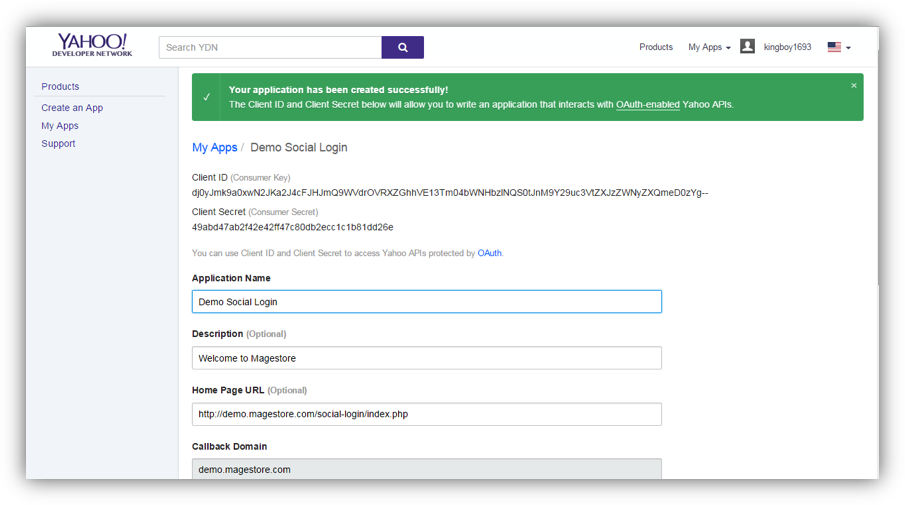 YAHOO!
DEVELOPER NETWORK
Search YDN
Products
My Apps
kingboy1693
Products
Create an App
My Apps
Support
Your application has been created successfully!
The Client ID and Client Secret below will allow you to write an application that interacts with OAuth-enabled Yahoo APIs.
×
My Apps / Demo Social Login
Client ID (Consumer Key)
dj0yJmk9a0xwN2JKa2J4cFJHJmQ9WVdrOVRXZGhhVE13Tm04bWNHbzlNQS0tJnM9Y29uc3VtZXJzZWNyZXQmeD0zYg--
Client Secret (Consumer Secret)
49abd47ab2f42e42ff47c80db2ecc1c1b81dd26e
You can use Client ID and Client Secret to access Yahoo APIs protected by OAuth.
Application Name
Demo Social Login
Description (Optional)
Welcome to Magestore
Home Page URL (Optional)
http://demo.magestore.com/social-login/index.php
Callback Domain
demo.magestore.com